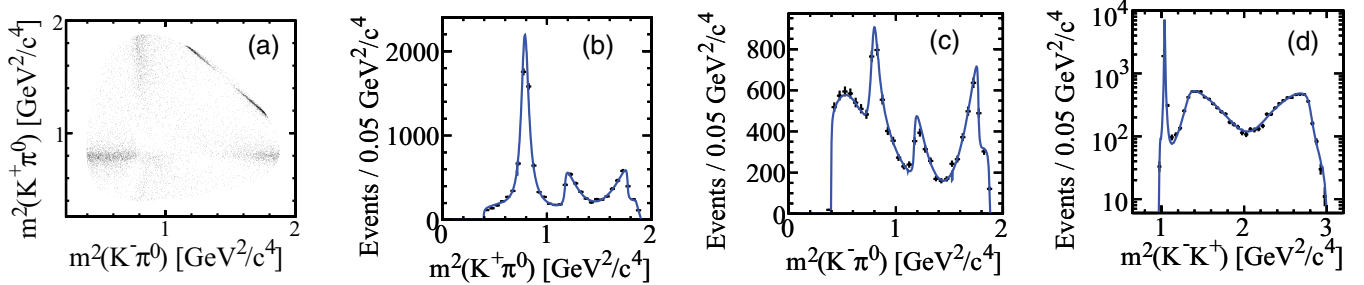 (a)
2
1
1
2
m²(K⁺π⁰) [GeV²/c⁴]
m²(K⁻π⁰) [GeV²/c⁴]
(b)
2000
1200
400
0
0
1
2
Events / 0.05 GeV²/c⁴
m²(K⁺π⁰) [GeV²/c⁴]
(c)
800
600
400
200
0
0
1
2
Events / 0.05 GeV²/c⁴
m²(K⁻π⁰) [GeV²/c⁴]
(d)
10⁴
10³
10²
10
1
2
3
Events / 0.05 GeV²/c⁴
m²(K⁻K⁺) [GeV²/c⁴]